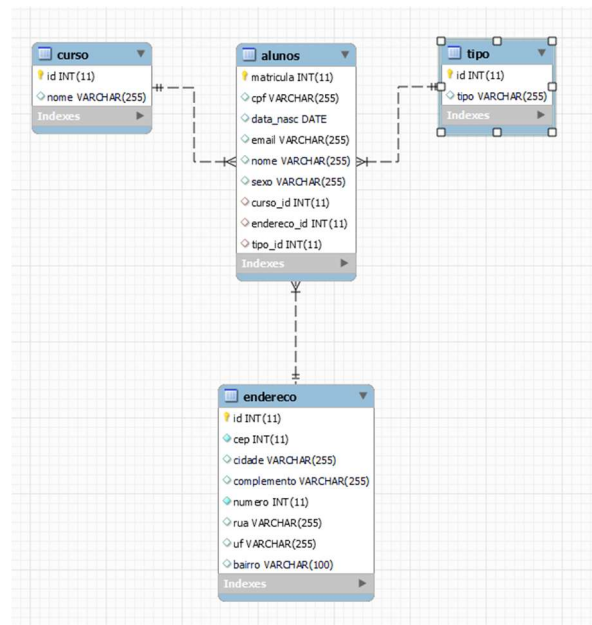 curso
id INT(11)
nome VARCHAR(255)
Indexes
alunos
matricula INT(11)
cpf VARCHAR(255)
data_nasc DATE
email VARCHAR(255)
nome VARCHAR(255)
sexo VARCHAR(255)
curso_id INT(11)
endereco_id INT(11)
tipo_id INT(11)
Indexes
tipo
id INT(11)
tipo VARCHAR(255)
Indexes
endereco
id INT(11)
cep INT(11)
cidade VARCHAR(255)
complemento VARCHAR(255)
numero INT(11)
rua VARCHAR(255)
uf VARCHAR(255)
bairro VARCHAR(100)
Indexes